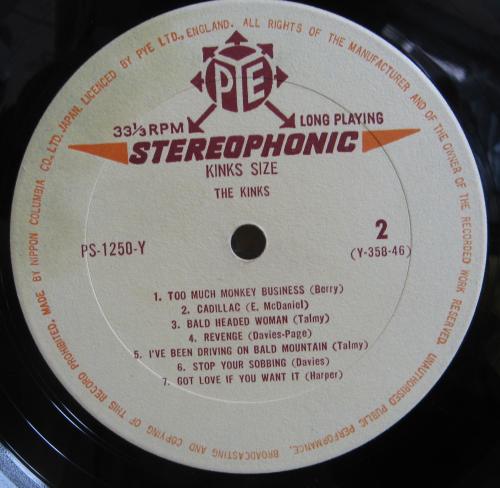 MADE BY NIPPON COLUMBIA CO., LTD. JAPAN. LICENCED BY PYE LTD., ENGLAND. ALL RIGHTS OF THE MANUFACTURER AND OF THE OWNER OF THE RECORDED WORK RESERVED. UNAUTHORISED PUBLIC PERFORMANCE, BROADCASTING AND COPYING OF THIS RECORD PROHIBITED.
PYE
33⅓ RPM LONG PLAYING
STEREOPHONIC
KINKS SIZE
THE KINKS
PS-1250-Y 2
(Y-358-46)
1. TOO MUCH MONKEY BUSINESS (Berry)
2. CADILLAC (E. McDaniel)
3. BALD HEADED WOMAN (Talmy)
4. REVENGE (Davies-Page)
5. I'VE BEEN DRIVING ON BALD MOUNTAIN (Talmy)
6. STOP YOUR SOBBING (Davies)
7. GOT LOVE IF YOU WANT IT (Harper)